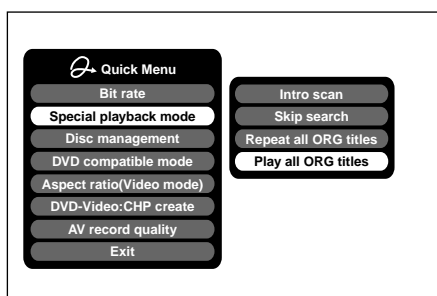 Quick Menu
Bit rate
Special playback mode
Disc management
DVD compatible mode
Aspect ratio(Video mode)
DVD-Video:CHP create
AV record quality
Exit
Intro scan
Skip search
Repeat all ORG titles
Play all ORG titles